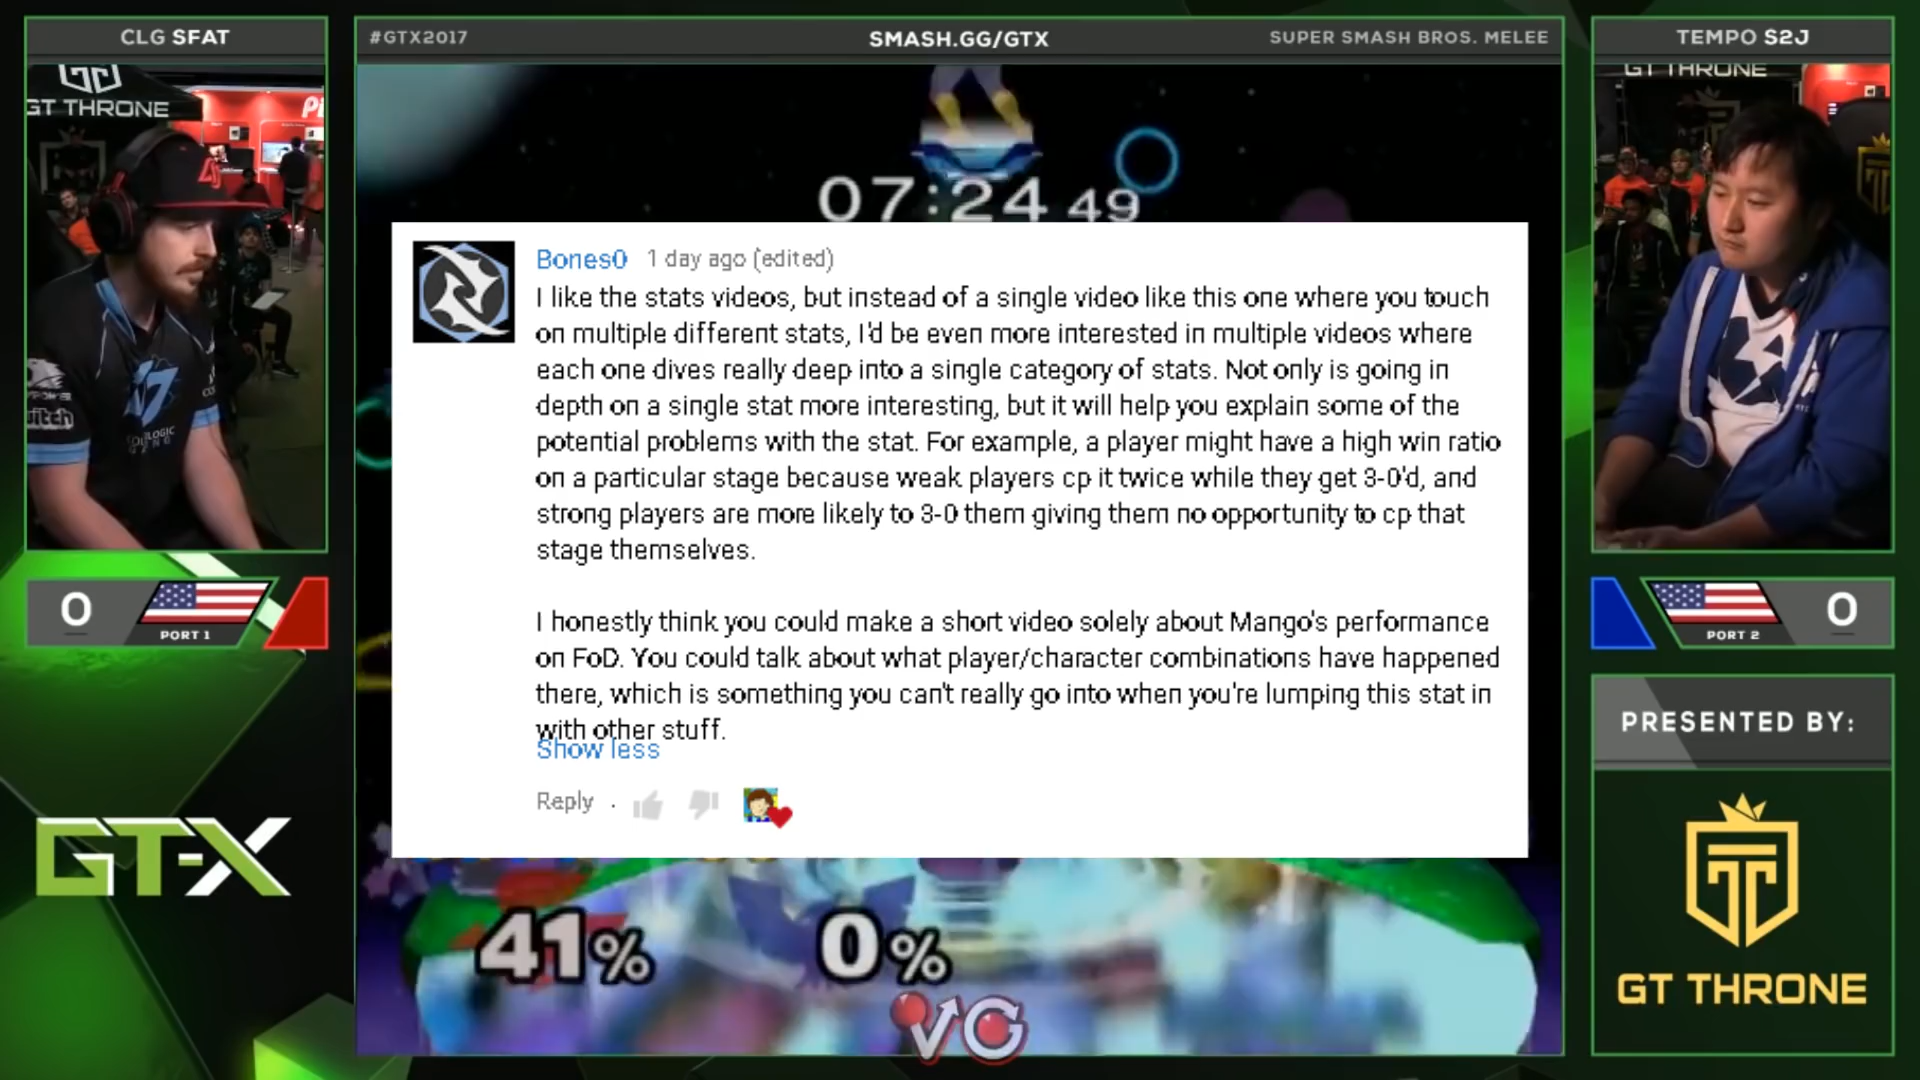 CLG SFAT
#GTX2017
SMASH.GG/GTX
SUPER SMASH BROS. MELEE
TEMPO S2J
GT THRONE
GT THRONE
07:24 49
Bones0 1 day ago (edited)
I like the stats videos, but instead of a single video like this one where you touch
on multiple different stats, I'd be even more interested in multiple videos where
each one dives really deep into a single category of stats. Not only is going in
depth on a single stat more interesting, but it will help you explain some of the
potential problems with the stat. For example, a player might have a high win ratio
on a particular stage because weak players cp it twice while they get 3-0'd, and
strong players are more likely to 3-0 them giving them no opportunity to cp that
stage themselves.
I honestly think you could make a short video solely about Mango's performance
on FoD. You could talk about what player/character combinations have happened
there, which is something you can't really go into when you're lumping this stat in
with other stuff.
Show less
Reply
0
PORT 1
PORT 2
0
PRESENTED BY:
GT-X
41%
0%
VG
GT THRONE